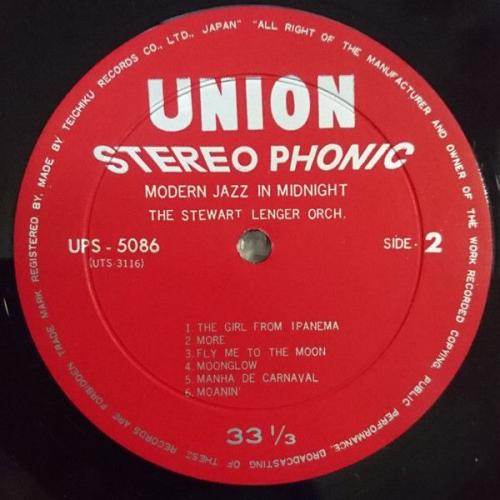 TRADE MARK REGISTERED BY, MADE BY TEICHIKU RECORDS CO., LTD., JAPAN" "ALL RIGHT OF THE MANUFACTURER AND OWNER OF THE WORK RECORDED COPYING, PUBLIC PERFORMANCE, BROADCASTING OF THESE RECORDS ARE FORBIDDEN
UNION
STEREO PHONIC
MODERN JAZZ IN MIDNIGHT
THE STEWART LENGER ORCH.
UPS - 5086
SIDE - 2
(UTS-3116)
1. THE GIRL FROM IPANEMA
2 MORE
3. FLY ME TO THE MOON
4. MOONGLOW
5. MANHA DE CARNAVAL
6. MOANIN'
33 1/3